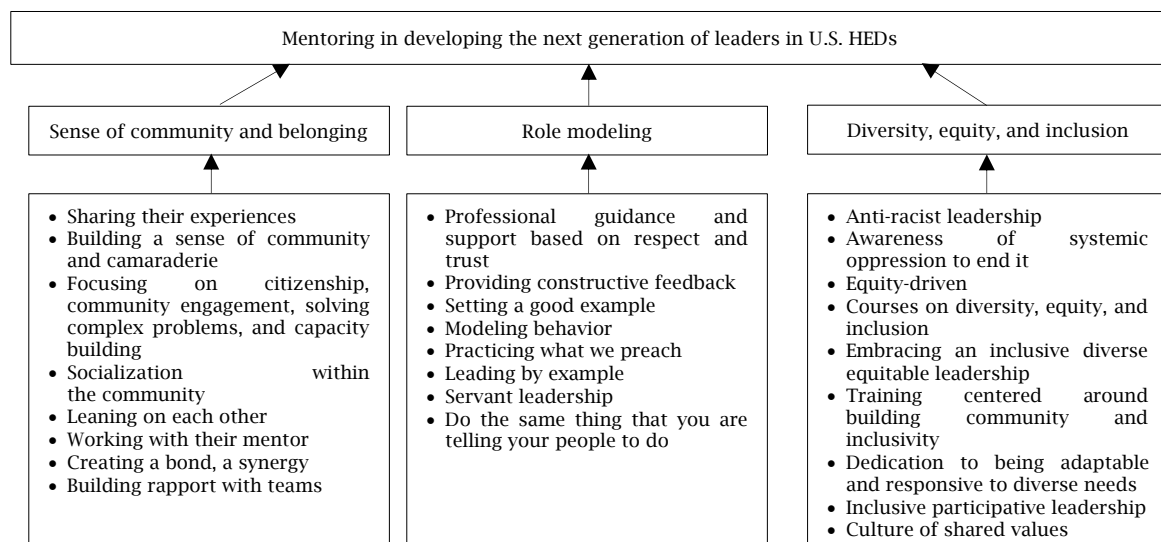 Mentoring in developing the next generation of leaders in U.S. HEDs
Sense of community and belonging
Role modeling
Diversity, equity, and inclusion
• Sharing their experiences
• Building a sense of community
and camaraderie
• Focusing on citizenship,
community engagement, solving
complex problems, and capacity
building
• Socialization within
the community
• Leaning on each other
• Working with their mentor
• Creating a bond, a synergy
• Building rapport with teams
• Professional guidance and
support based on respect and
trust
• Providing constructive feedback
• Setting a good example
• Modeling behavior
• Practicing what we preach
• Leading by example
• Servant leadership
• Do the same thing that you are
telling your people to do
• Anti-racist leadership
• Awareness of systemic
oppression to end it
• Equity-driven
• Courses on diversity, equity, and
inclusion
• Embracing an inclusive diverse
equitable leadership
• Training centered around
building community and
inclusivity
• Dedication to being adaptable
and responsive to diverse needs
• Inclusive participative leadership
• Culture of shared values